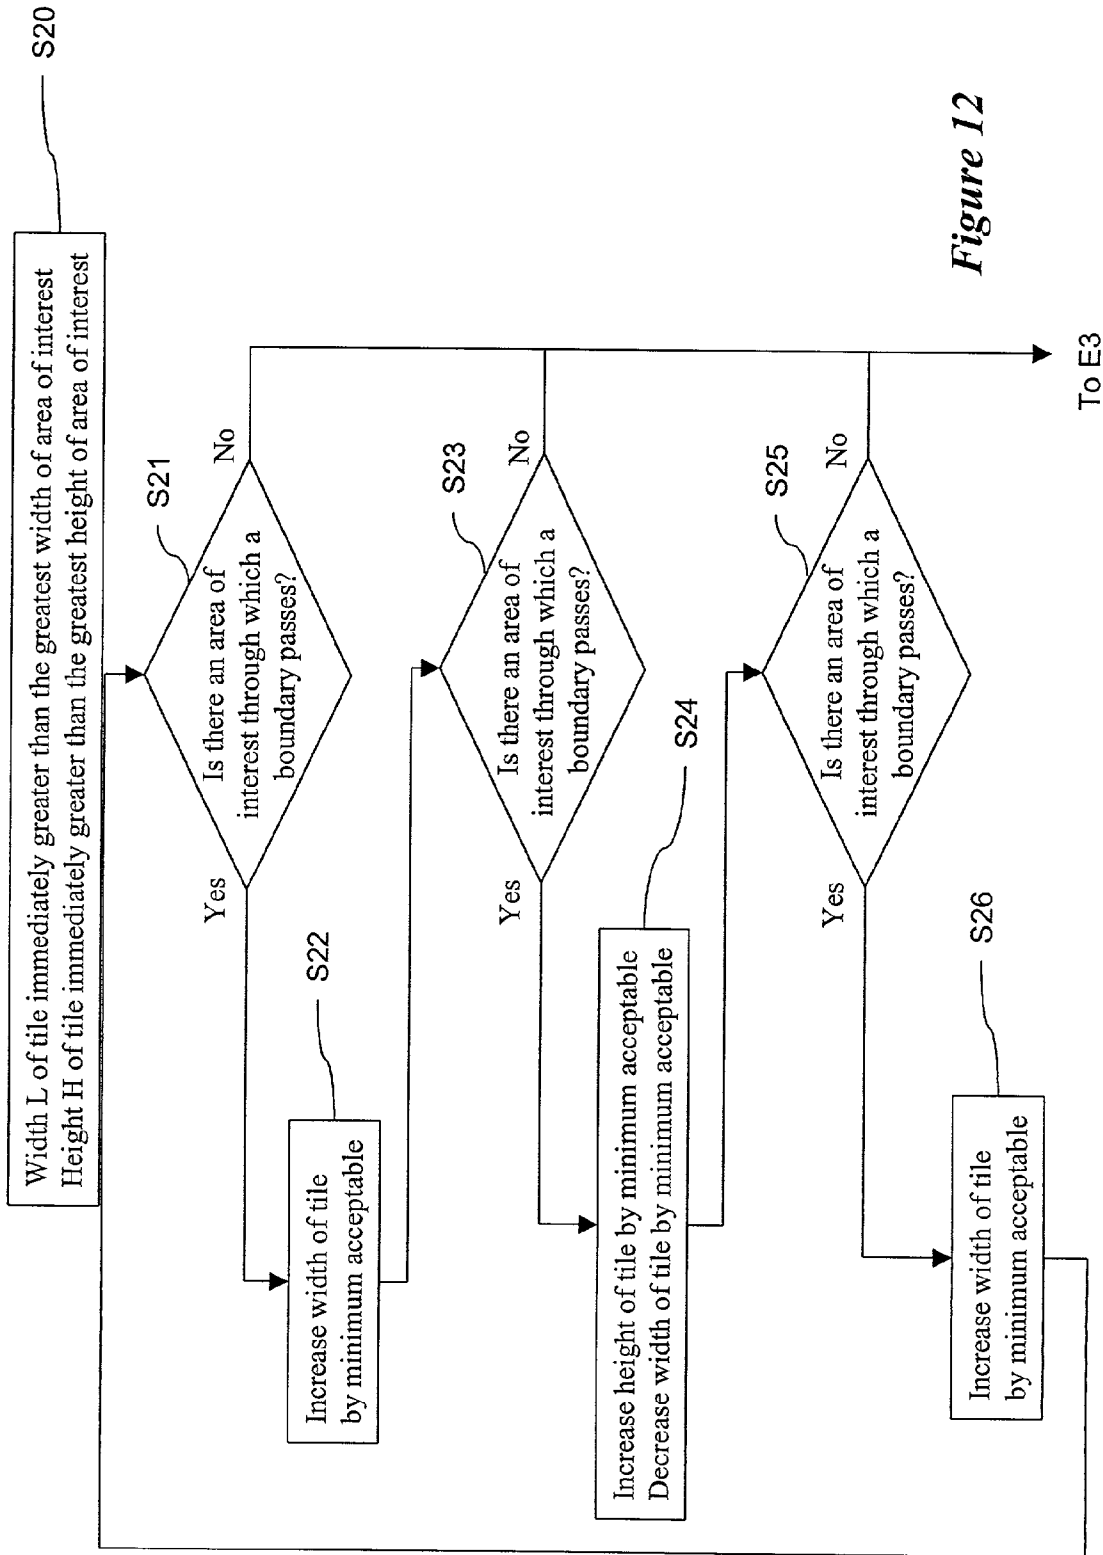 S20
Width L of tile immediately greater than the greatest width of area of interest
Height H of tile immediately greater than the greatest height of area of interest
S21
Is there an area of
interest through which a
boundary passes?
Yes
No
S22
Increase width of tile
by minimum acceptable
S23
Is there an area of
interest through which a
boundary passes?
Yes
No
S24
Increase height of tile by minimum acceptable
Decrease width of tile by minimum acceptable
S25
Is there an area of
interest through which a
boundary passes?
Yes
No
S26
Increase width of tile
by minimum acceptable
To E3
Figure 12